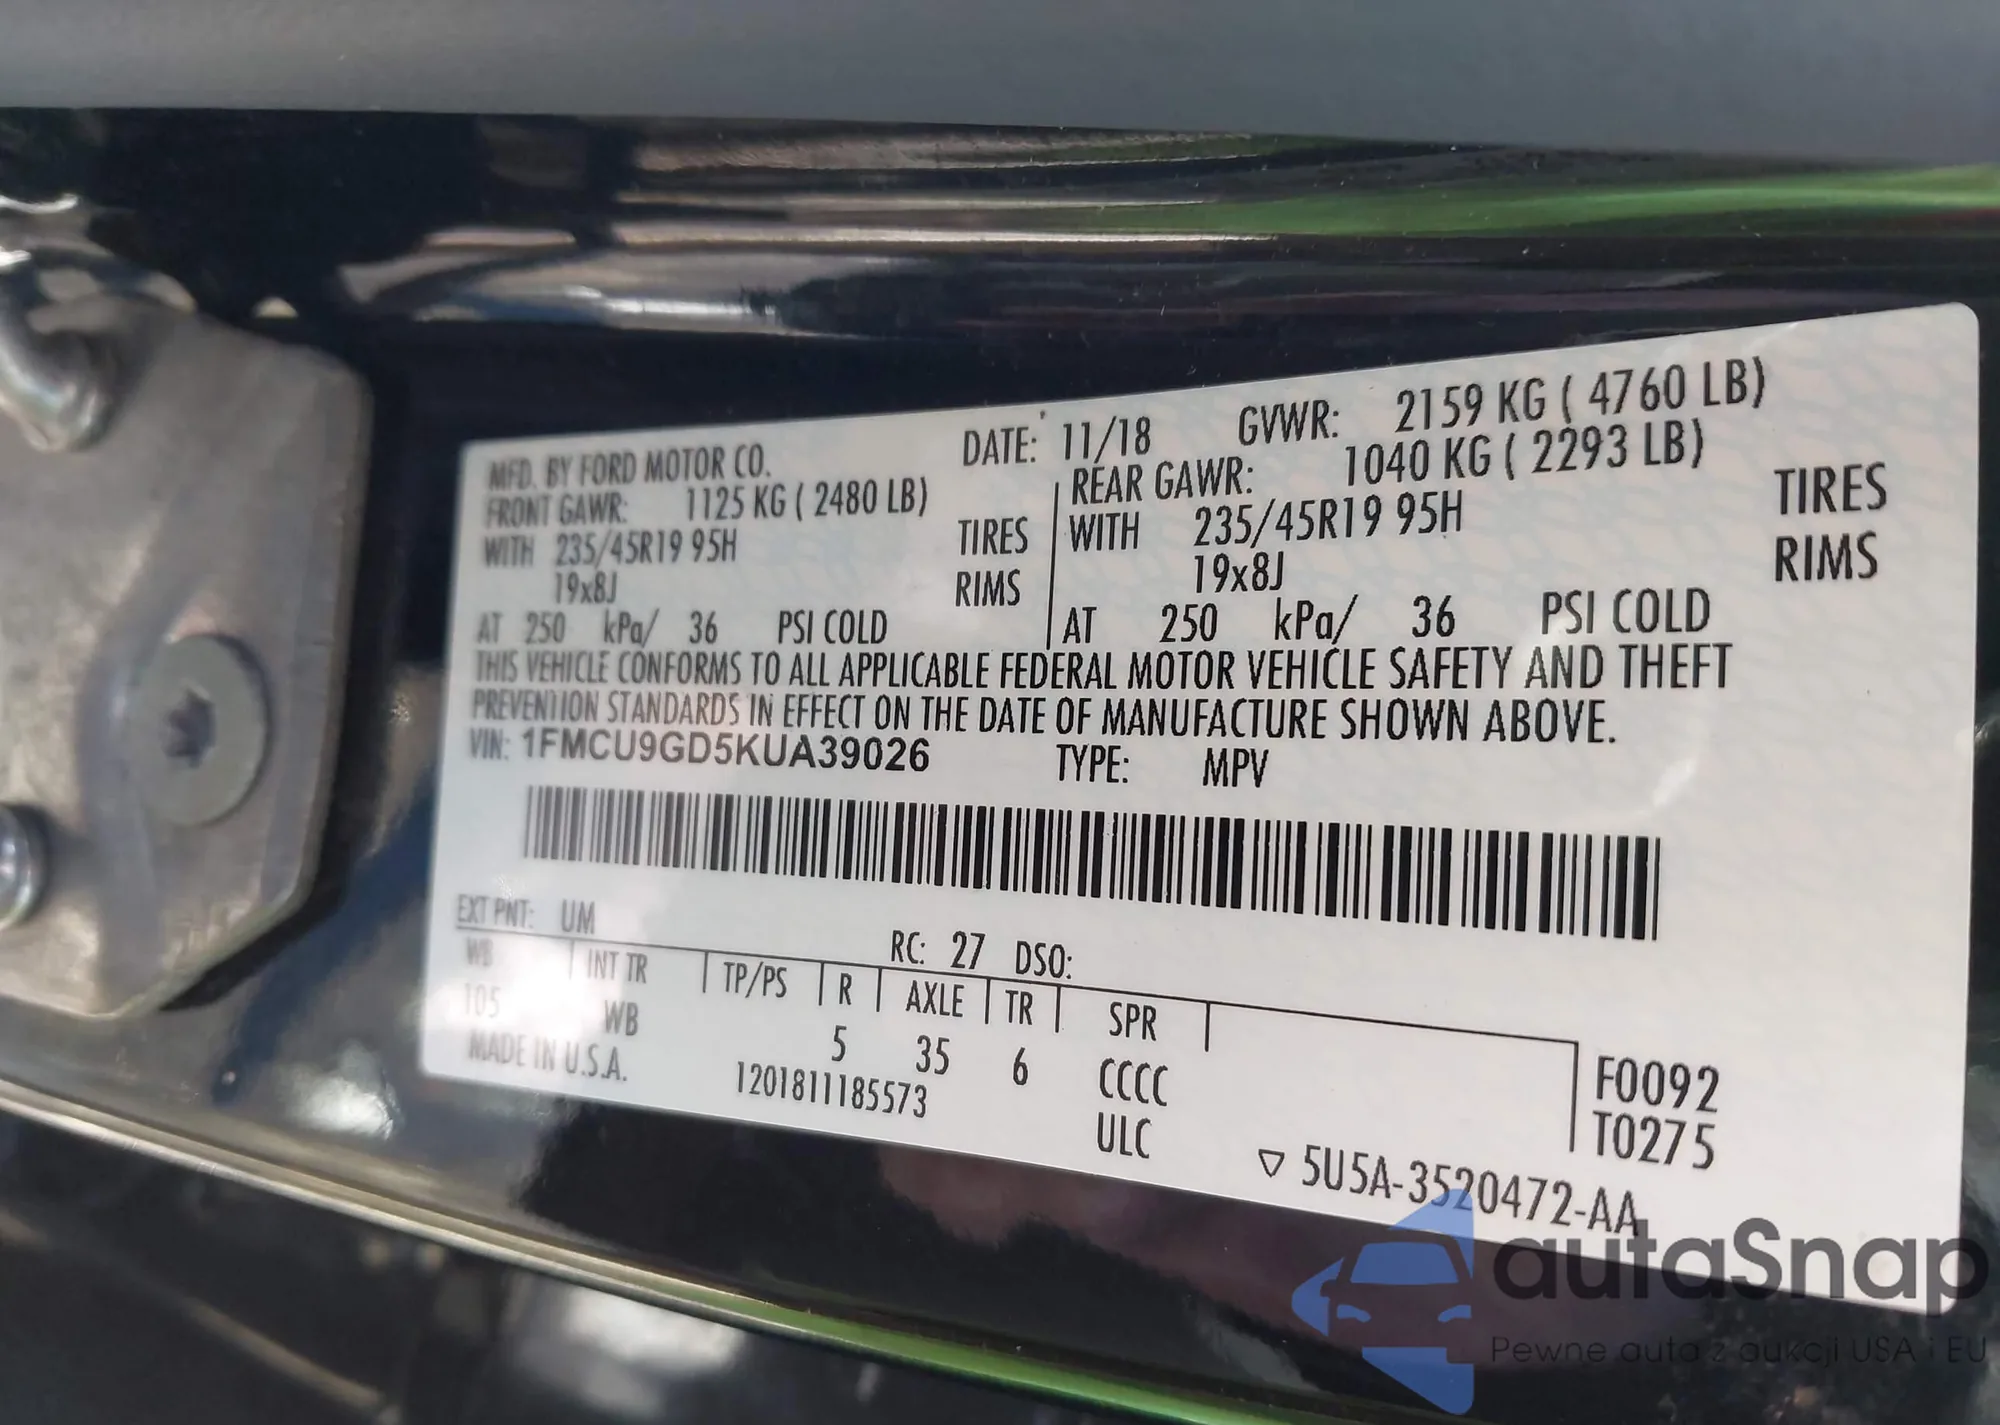 MFD. BY FORD MOTOR CO. DATE: 11/18 GVWR: 2159 KG ( 4760 LB)
FRONT GAWR: 1125 KG ( 2480 LB) REAR GAWR: 1040 KG ( 2293 LB)
WITH 235/45R19 95H TIRES WITH 235/45R19 95H TIRES
19x8J RIMS 19x8J RIMS
AT 250 kPa/ 36 PSI COLD AT 250 kPa/ 36 PSI COLD
THIS VEHICLE CONFORMS TO ALL APPLICABLE FEDERAL MOTOR VEHICLE SAFETY AND THEFT
PREVENTION STANDARDS IN EFFECT ON THE DATE OF MANUFACTURE SHOWN ABOVE.
VIN: 1FMCU9GD5KUA39026 TYPE: MPV
EXT PNT: UM RC: 27 DSO:
WB INT TR TP/PS R AXLE TR SPR
105 WB 5 35 6 CCCC F0092
MADE IN U.S.A. 1201811185573 ULC T0275
▽ 5U5A-3520472-AA
autaSnap
Pewne auta z aukcji USA i EU